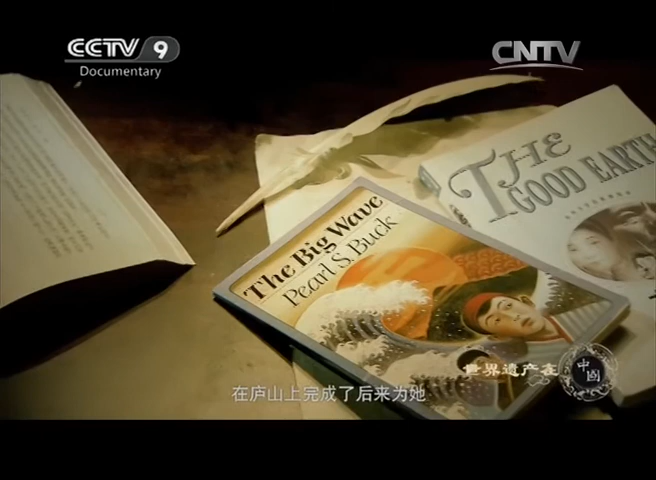 CCTV 9
Documentary
CNTV
THE
GOOD EARTH
The Big Wave
Pearl S. Buck
世界遗产在
中國
在庐山上完成了后来为她